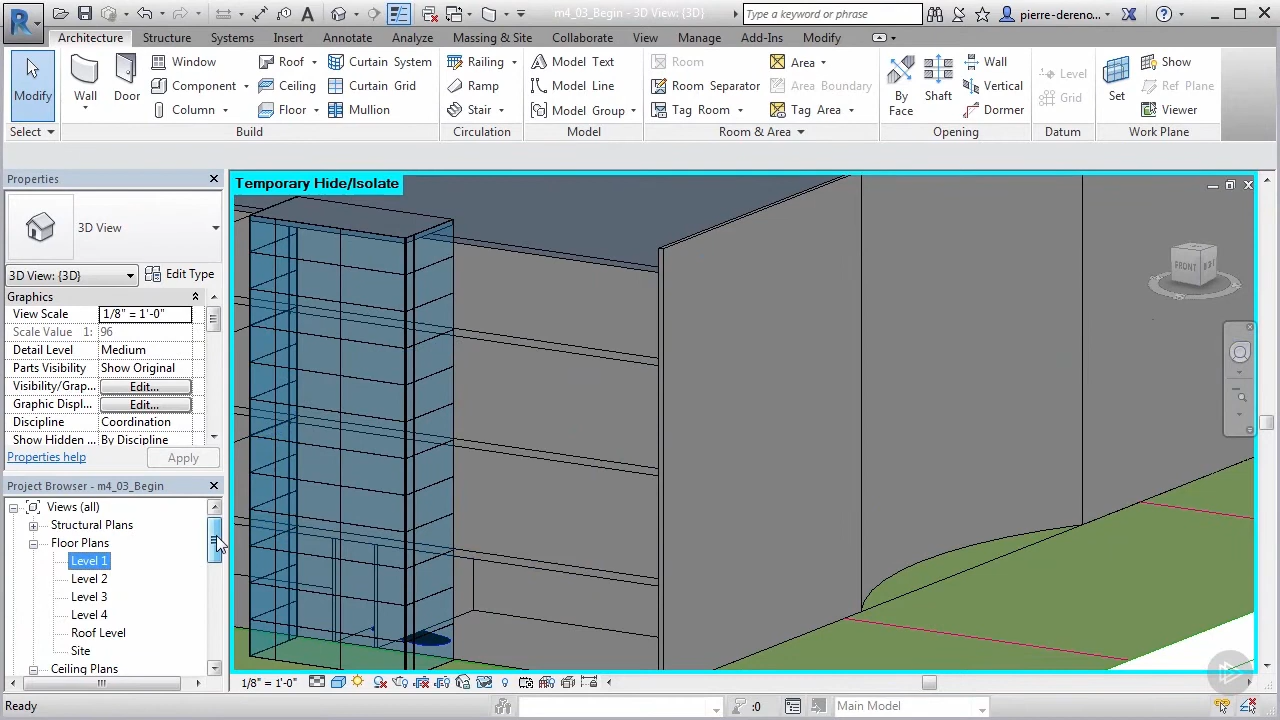 m4_03_Begin - 3D View: {3D}
Type a keyword or phrase
pierre-dereno...
Architecture Structure Systems Insert Annotate Analyze Massing & Site Collaborate View Manage Add-Ins Modify
Modify
Wall
Door
Window
Component
Column
Roof
Ceiling
Floor
Curtain System
Curtain Grid
Mullion
Railing
Ramp
Stair
Model Text
Model Line
Model Group
Room
Room Separator
Tag Room
Area
Area Boundary
Tag Area
By Face
Shaft
Wall
Vertical
Dormer
Level
Grid
Set
Show
Ref Plane
Viewer
Select Build Circulation Model Room & Area Opening Datum Work Plane
Properties
3D View
3D View: {3D} Edit Type
Graphics
View Scale 1/8" = 1'-0"
Scale Value 1: 96
Detail Level Medium
Parts Visibility Show Original
Visibility/Grap... Edit...
Graphic Displ... Edit...
Discipline Coordination
Show Hidden ... By Discipline
Properties help Apply
Project Browser - m4_03_Begin
Views (all)
Structural Plans
Floor Plans
Level 1
Level 2
Level 3
Level 4
Roof Level
Site
Ceiling Plans
Temporary Hide/Isolate
FRONT
1/8" = 1'-0"
Ready
:0
Main Model